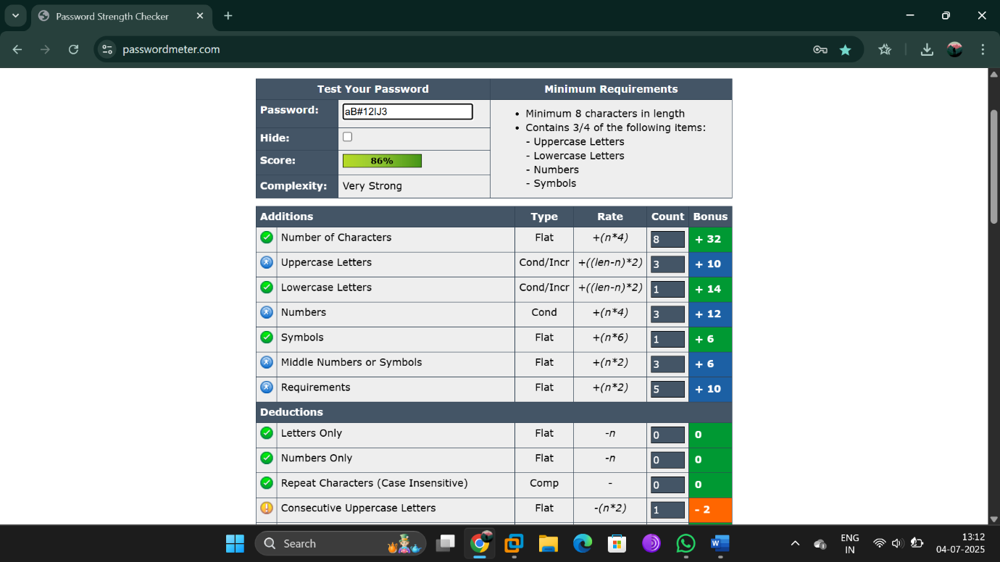 Password Strength Checker
passwordmeter.com
Test Your Password
Minimum Requirements
Password:
aB#12IJ3
• Minimum 8 characters in length
• Contains 3/4 of the following items:
- Uppercase Letters
- Lowercase Letters
- Numbers
- Symbols
Hide:
Score:
86%
Complexity:
Very Strong
Additions Type Rate Count Bonus
Number of Characters Flat +(n*4) 8 + 32
Uppercase Letters Cond/Incr +((len-n)*2) 3 + 10
Lowercase Letters Cond/Incr +((len-n)*2) 1 + 14
Numbers Cond +(n*4) 3 + 12
Symbols Flat +(n*6) 1 + 6
Middle Numbers or Symbols Flat +(n*2) 3 + 6
Requirements Flat +(n*2) 5 + 10
Deductions
Letters Only Flat -n 0 0
Numbers Only Flat -n 0 0
Repeat Characters (Case Insensitive) Comp - 0 0
Consecutive Uppercase Letters Flat -(n*2) 1 - 2
Search
ENG
IN
13:12
04-07-2025